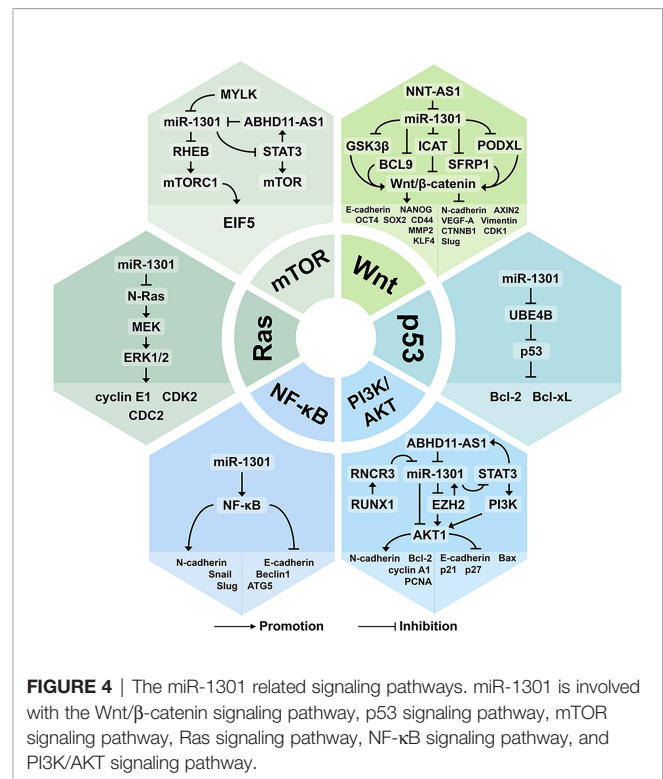 MYLK
miR-1301 ABHD11-AS1
RHEB STAT3
mTORC1 mTOR
EIF5
NNT-AS1
miR-1301
GSK3β ICAT PODXL
BCL9 SFRP1
Wnt/β-catenin
E-cadherin NANOG
OCT4 SOX2 CD44
MMP2
KLF4
N-cadherin AXIN2
VEGF-A Vimentin
CTNNB1 CDK1
Slug
miR-1301
N-Ras
MEK
ERK1/2
cyclin E1 CDK2
CDC2
mTOR
Wnt
Ras
p53
NF-κB
PI3K/
AKT
miR-1301
UBE4B
p53
Bcl-2 Bcl-xL
miR-1301
NF-κB
N-cadherin
Snail
Slug
E-cadherin
Beclin1
ATG5
ABHD11-AS1
RNCR3 miR-1301 STAT3
RUNX1 EZH2 PI3K
AKT1
N-cadherin Bcl-2
cyclin A1
PCNA
E-cadherin Bax
p21 p27
Promotion Inhibition
FIGURE 4 | The miR-1301 related signaling pathways. miR-1301 is involved
with the Wnt/β-catenin signaling pathway, p53 signaling pathway, mTOR
signaling pathway, Ras signaling pathway, NF-κB signaling pathway, and
PI3K/AKT signaling pathway.